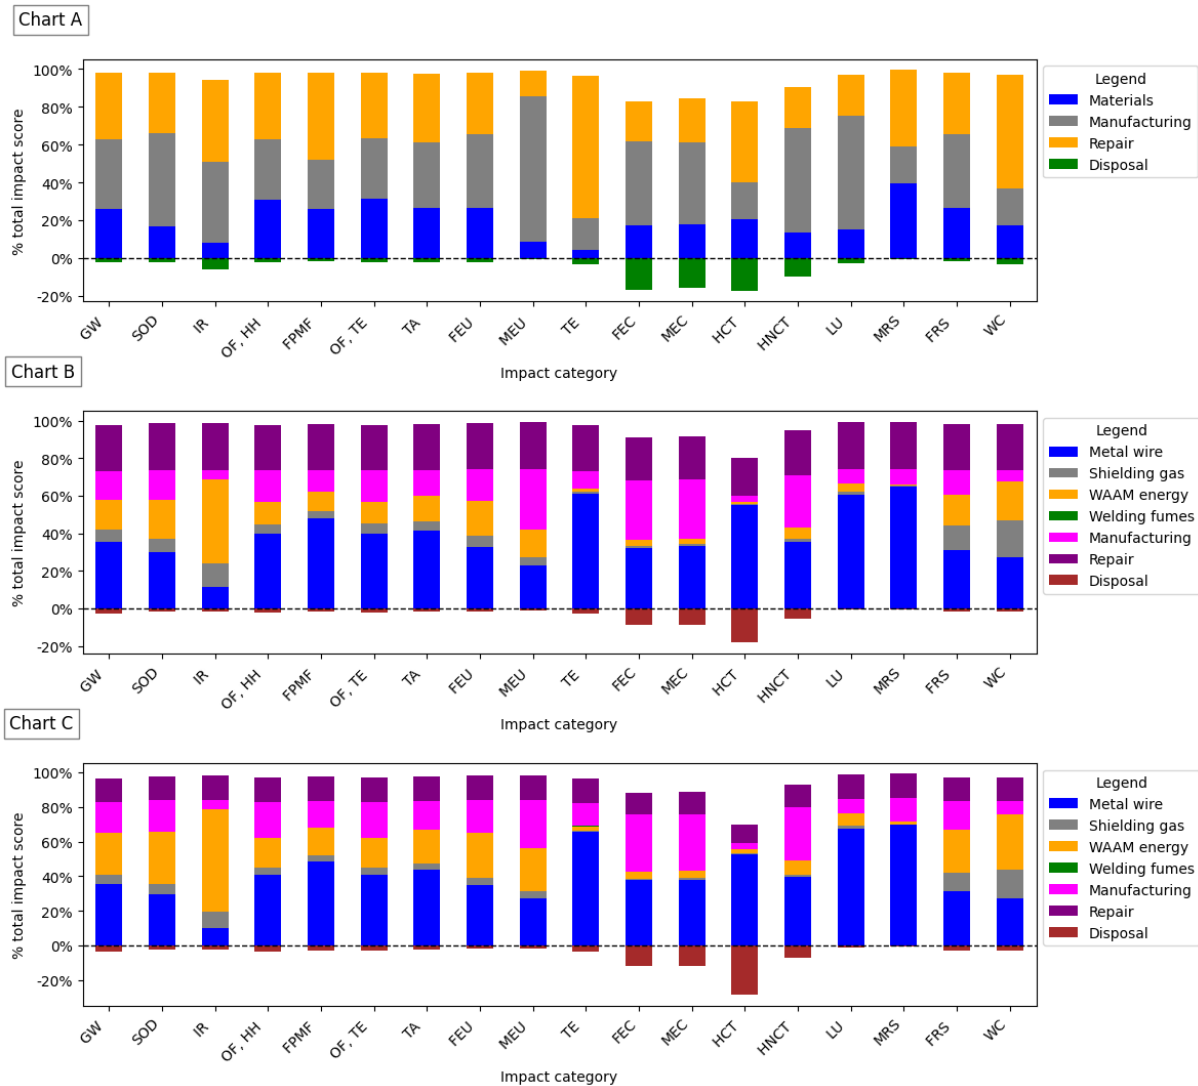 Chart A
100%
80%
60%
40%
20%
0%
-20%
% total impact score
GW
SOD
IR
OF, HH
FPMF
OF, TE
TA
FEU
MEU
TE
FEC
MEC
HCT
HNCT
LU
MRS
FRS
WC
Impact category
Legend
Materials
Manufacturing
Repair
Disposal
Chart B
100%
80%
60%
40%
20%
0%
-20%
% total impact score
GW
SOD
IR
OF, HH
FPMF
OF, TE
TA
FEU
MEU
TE
FEC
MEC
HCT
HNCT
LU
MRS
FRS
WC
Impact category
Legend
Metal wire
Shielding gas
WAAM energy
Welding fumes
Manufacturing
Repair
Disposal
Chart C
100%
80%
60%
40%
20%
0%
-20%
% total impact score
GW
SOD
IR
OF, HH
FPMF
OF, TE
TA
FEU
MEU
TE
FEC
MEC
HCT
HNCT
LU
MRS
FRS
WC
Impact category
Legend
Metal wire
Shielding gas
WAAM energy
Welding fumes
Manufacturing
Repair
Disposal